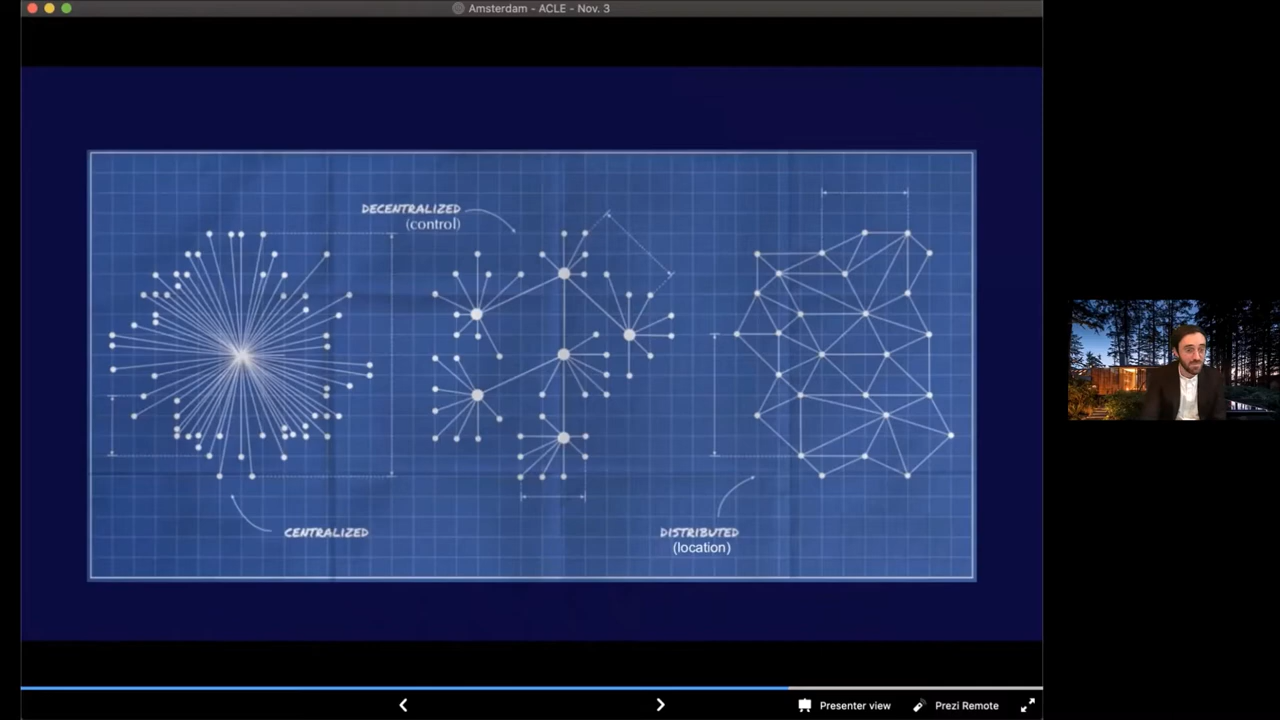 Amsterdam - ACLE - Nov. 3
DECENTRALIZED
(control)
CENTRALIZED
DISTRIBUTED
(location)
Presenter view
Prezi Remote